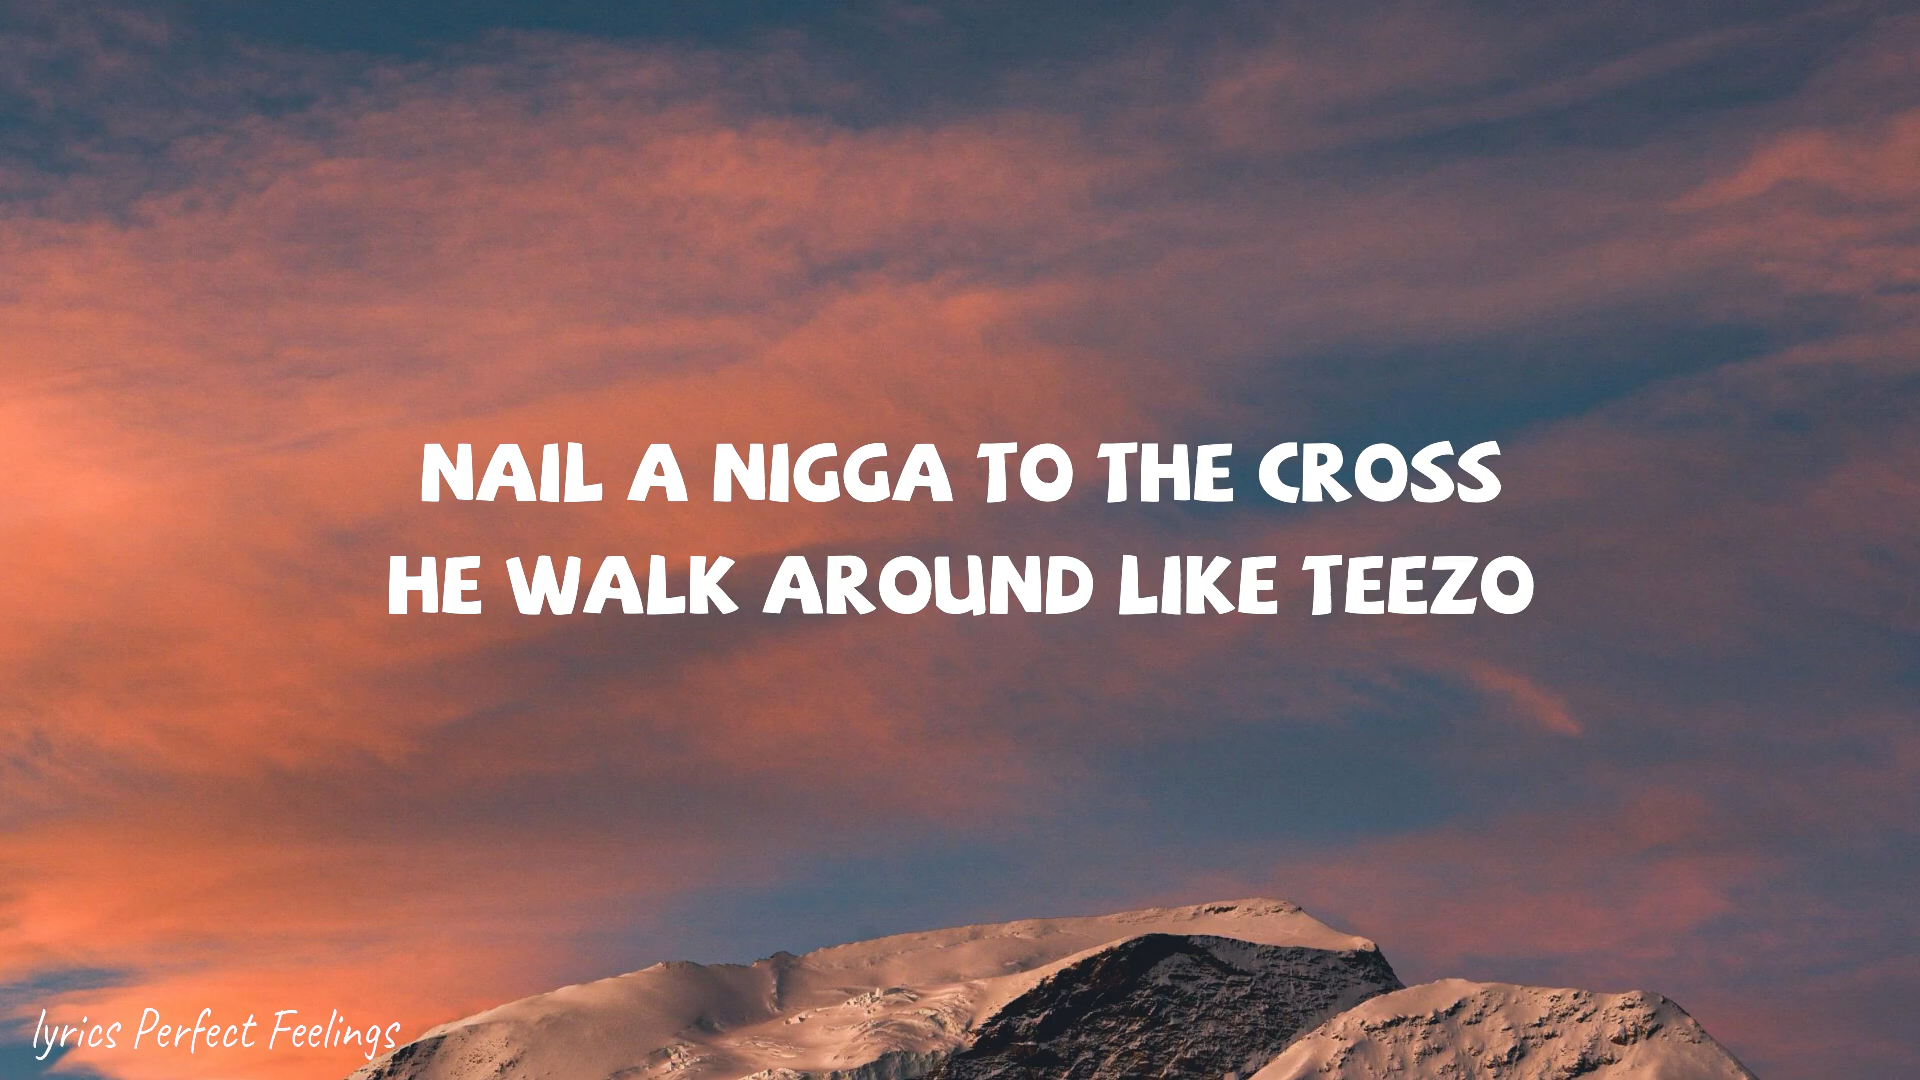 NAIL A NIGGA TO THE CROSS
HE WALK AROUND LIKE TEEZO
lyrics Perfect Feelings